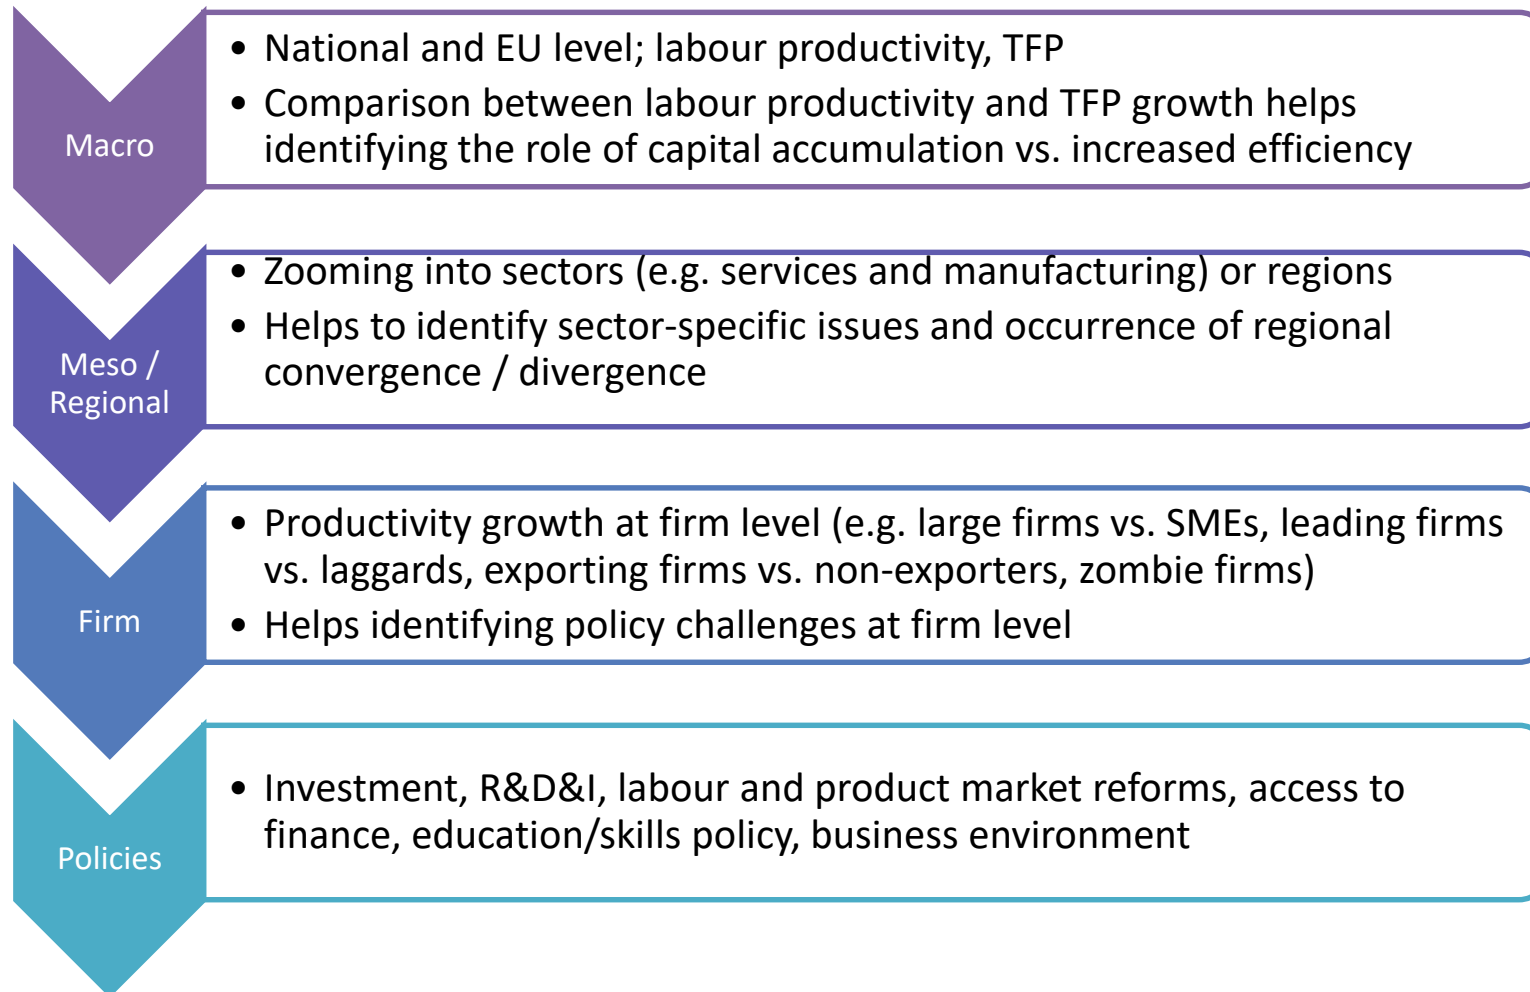 Macro
• National and EU level; labour productivity, TFP
• Comparison between labour productivity and TFP growth helps
identifying the role of capital accumulation vs. increased efficiency
Meso /
Regional
• Zooming into sectors (e.g. services and manufacturing) or regions
• Helps to identify sector-specific issues and occurrence of regional
convergence / divergence
Firm
• Productivity growth at firm level (e.g. large firms vs. SMEs, leading firms
vs. laggards, exporting firms vs. non-exporters, zombie firms)
• Helps identifying policy challenges at firm level
Policies
• Investment, R&D&I, labour and product market reforms, access to
finance, education/skills policy, business environment